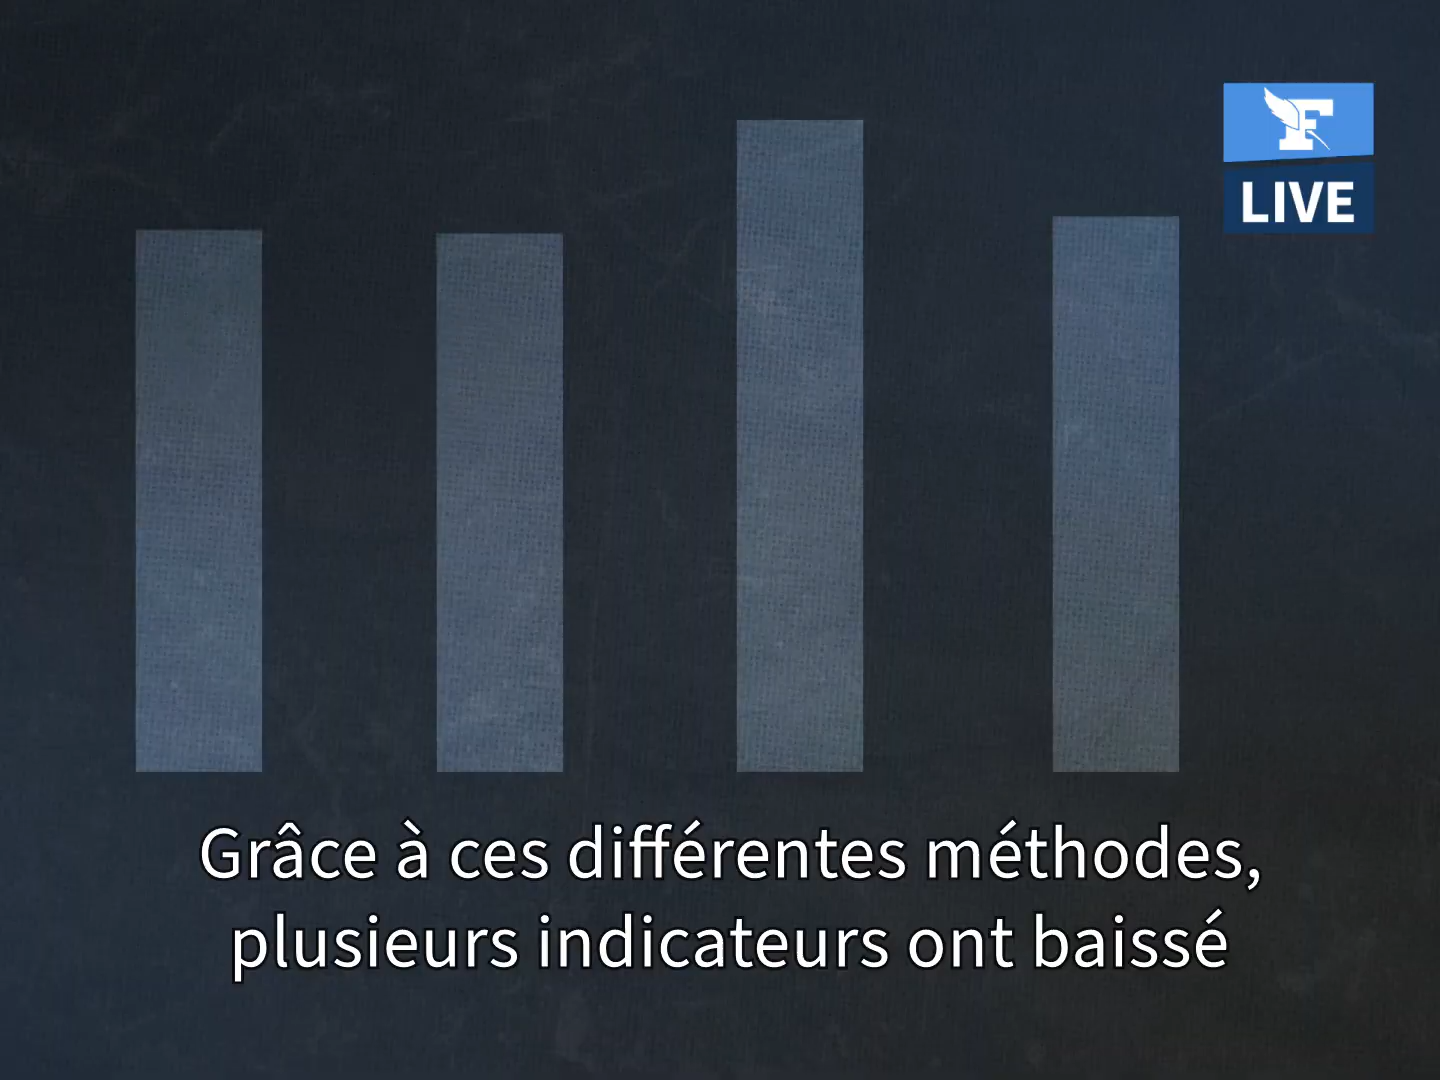 F
LIVE
Grâce à ces différentes méthodes,
plusieurs indicateurs ont baissé